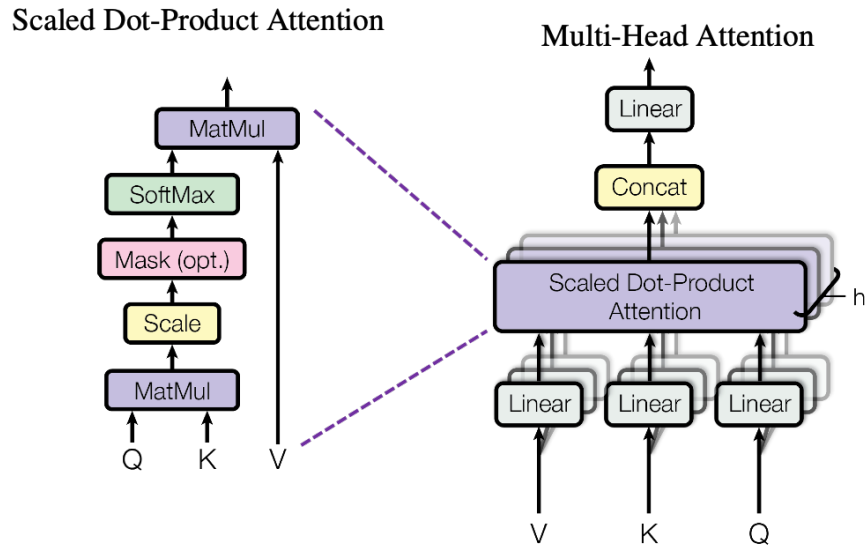 Scaled Dot-Product Attention
MatMul
SoftMax
Mask (opt.)
Scale
MatMul
Q K V
Multi-Head Attention
Linear
Concat
Scaled Dot-Product
Attention
h
Linear Linear Linear
V K Q